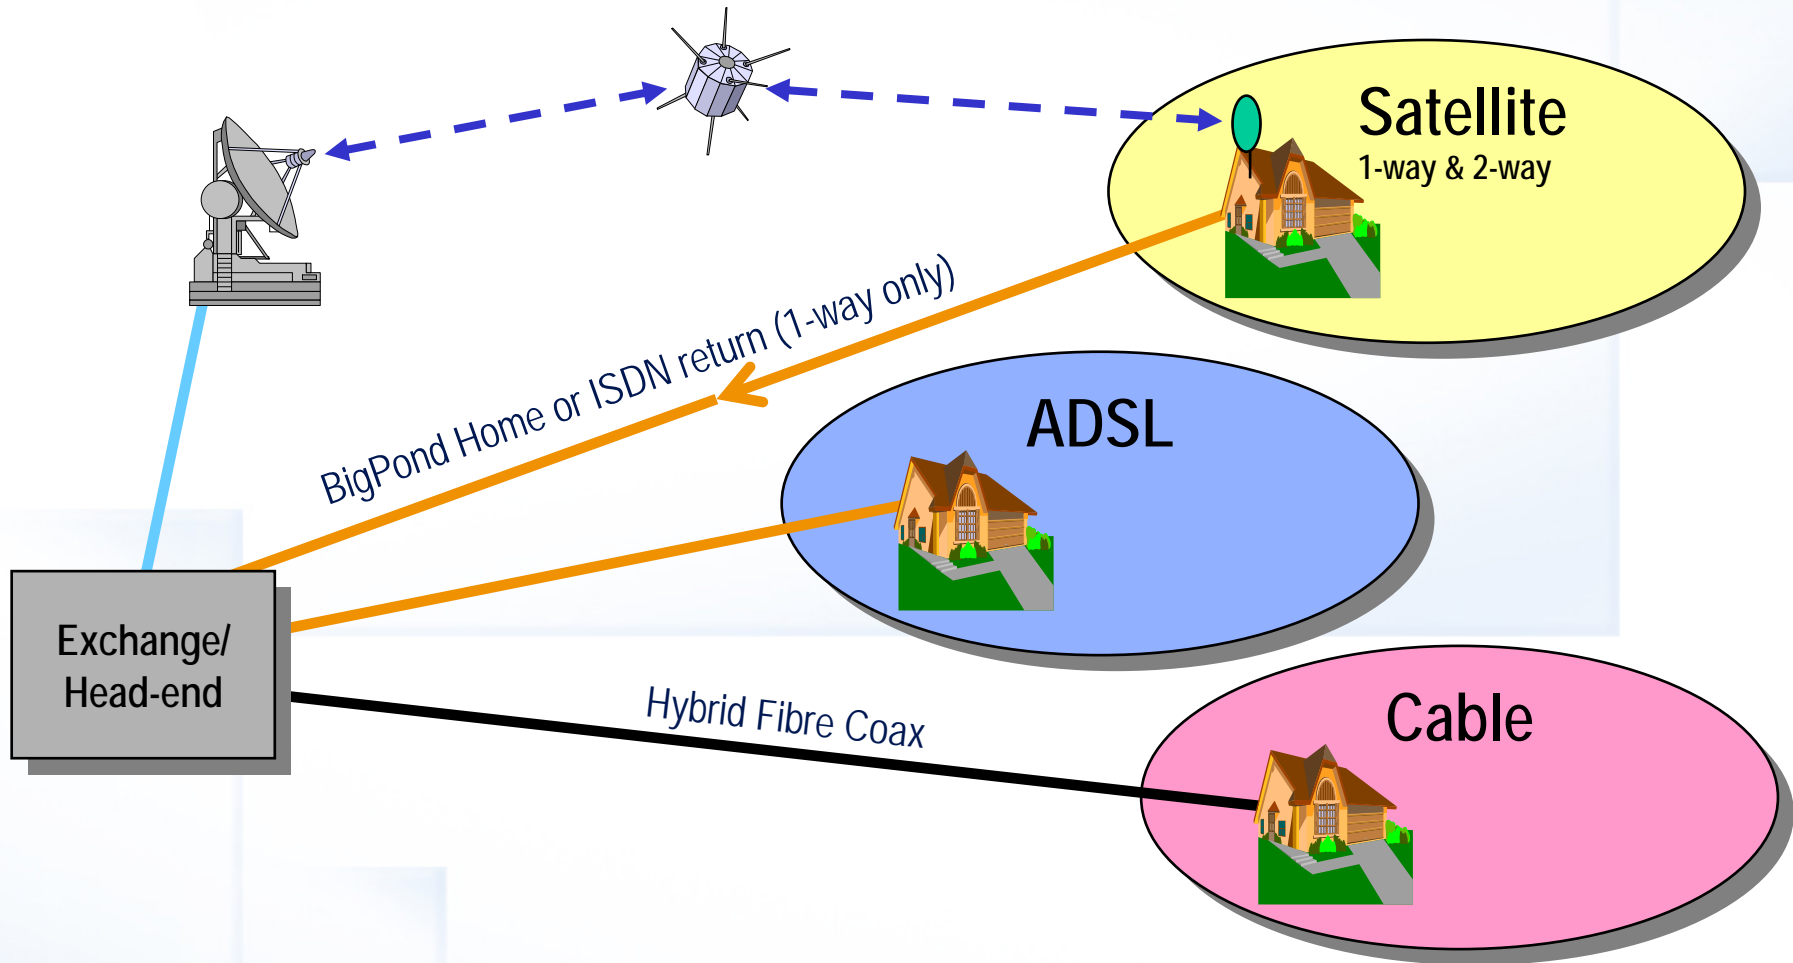 Satellite
1-way & 2-way
BigPond Home or ISDN return (1-way only)
ADSL
Exchange/
Head-end
Hybrid Fibre Coax
Cable